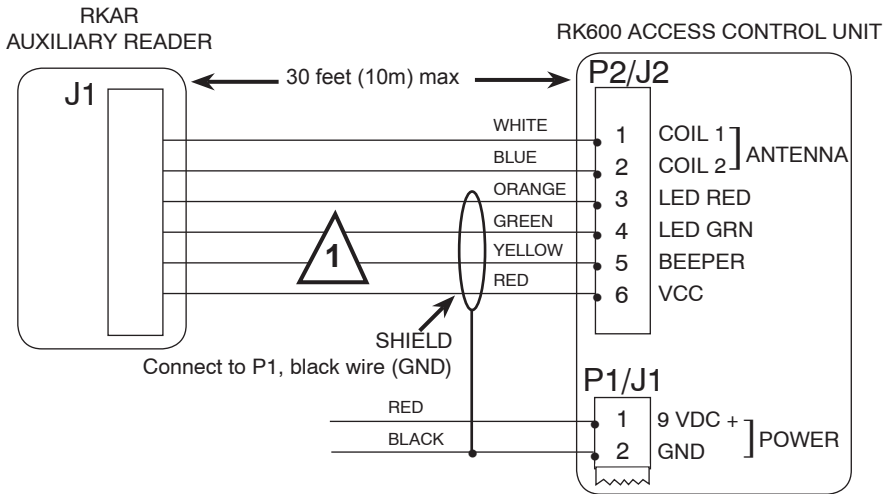 RKAR
AUXILIARY READER
RK600 ACCESS CONTROL UNIT
30 feet (10m) max
J1
P2/J2
WHITE
1 COIL 1
BLUE
2 COIL 2
ANTENNA
ORANGE
3 LED RED
GREEN
4 LED GRN
1
YELLOW
5 BEEPER
RED
6 VCC
SHIELD
Connect to P1, black wire (GND)
P1/J1
RED
1 9 VDC +
BLACK
2 GND
POWER